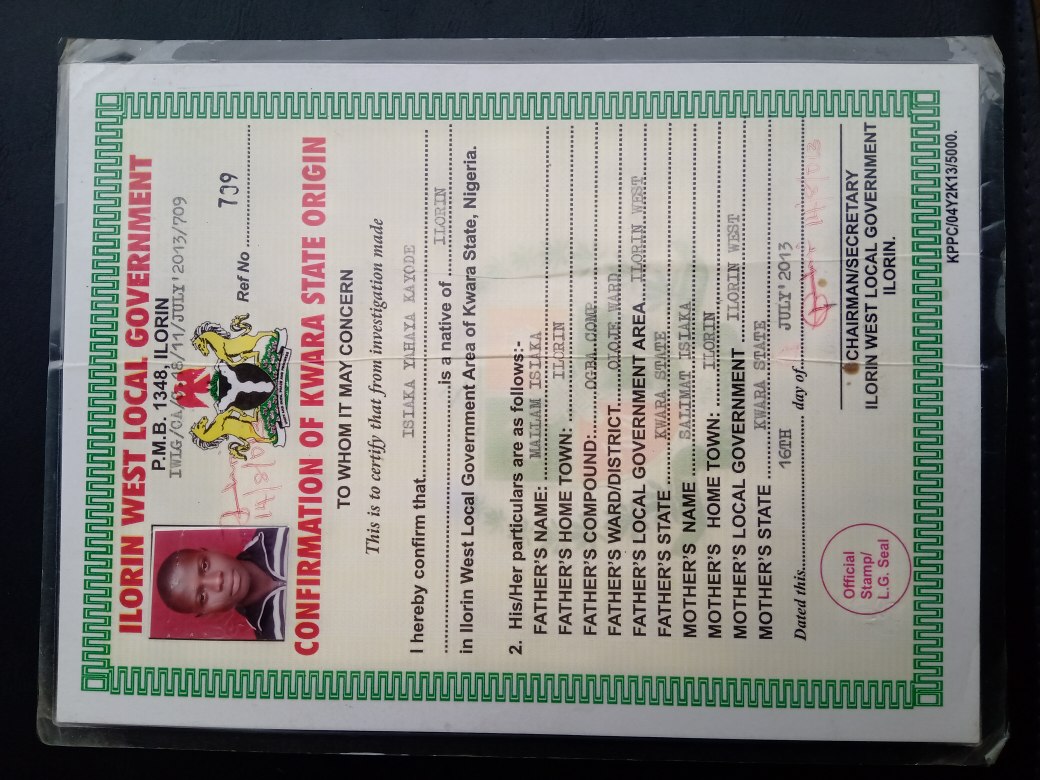 ILORIN WEST LOCAL GOVERNMENT
P.M.B. 1348, ILORIN
IWLG/CA/ /11/JULY'2013/709
Ref No 709
CONFIRMATION OF KWARA STATE ORIGIN
TO WHOM IT MAY CONCERN
This is to certify that from investigation made
I hereby confirm that ISIAKA YAHAYA KAYODE
is a native of ILORIN
in Ilorin West Local Government Area of Kwara State, Nigeria.
2. His/Her particulars are as follows:-
FATHER'S NAME: MALLAM ISIAKA
FATHER'S HOME TOWN: ILORIN
FATHER'S COMPOUND: OGBA COMP
FATHER'S WARD/DISTRICT OLOJE WARD
FATHER'S LOCAL GOVERNMENT AREA ILORIN WEST
FATHER'S STATE KWARA STATE
MOTHER'S NAME SALIMAT ISIAKA
MOTHER'S HOME TOWN: ILORIN
MOTHER'S LOCAL GOVERNMENT ILORIN WEST
MOTHER'S STATE KWARA STATE
Dated this 16TH day of JULY'2013
Official
Stamp/
L.G. Seal
CHAIRMAN/SECRETARY
ILORIN WEST LOCAL GOVERNMENT
ILORIN.
KPPC/04Y2K13/5000.